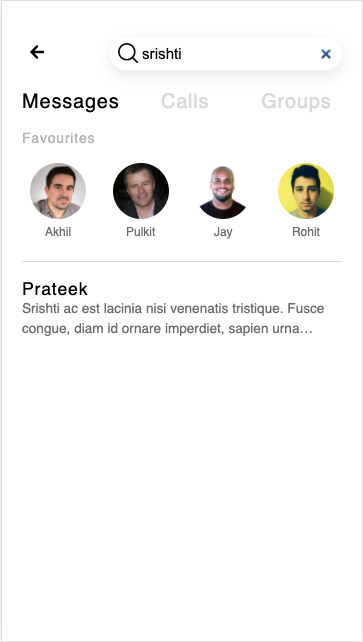 srishti
Messages Calls Groups
Favourites
Akhil Pulkit Jay Rohit
Prateek
Srishti ac est lacinia nisi venenatis tristique. Fusce
congue, diam id ornare imperdiet, sapien urna…